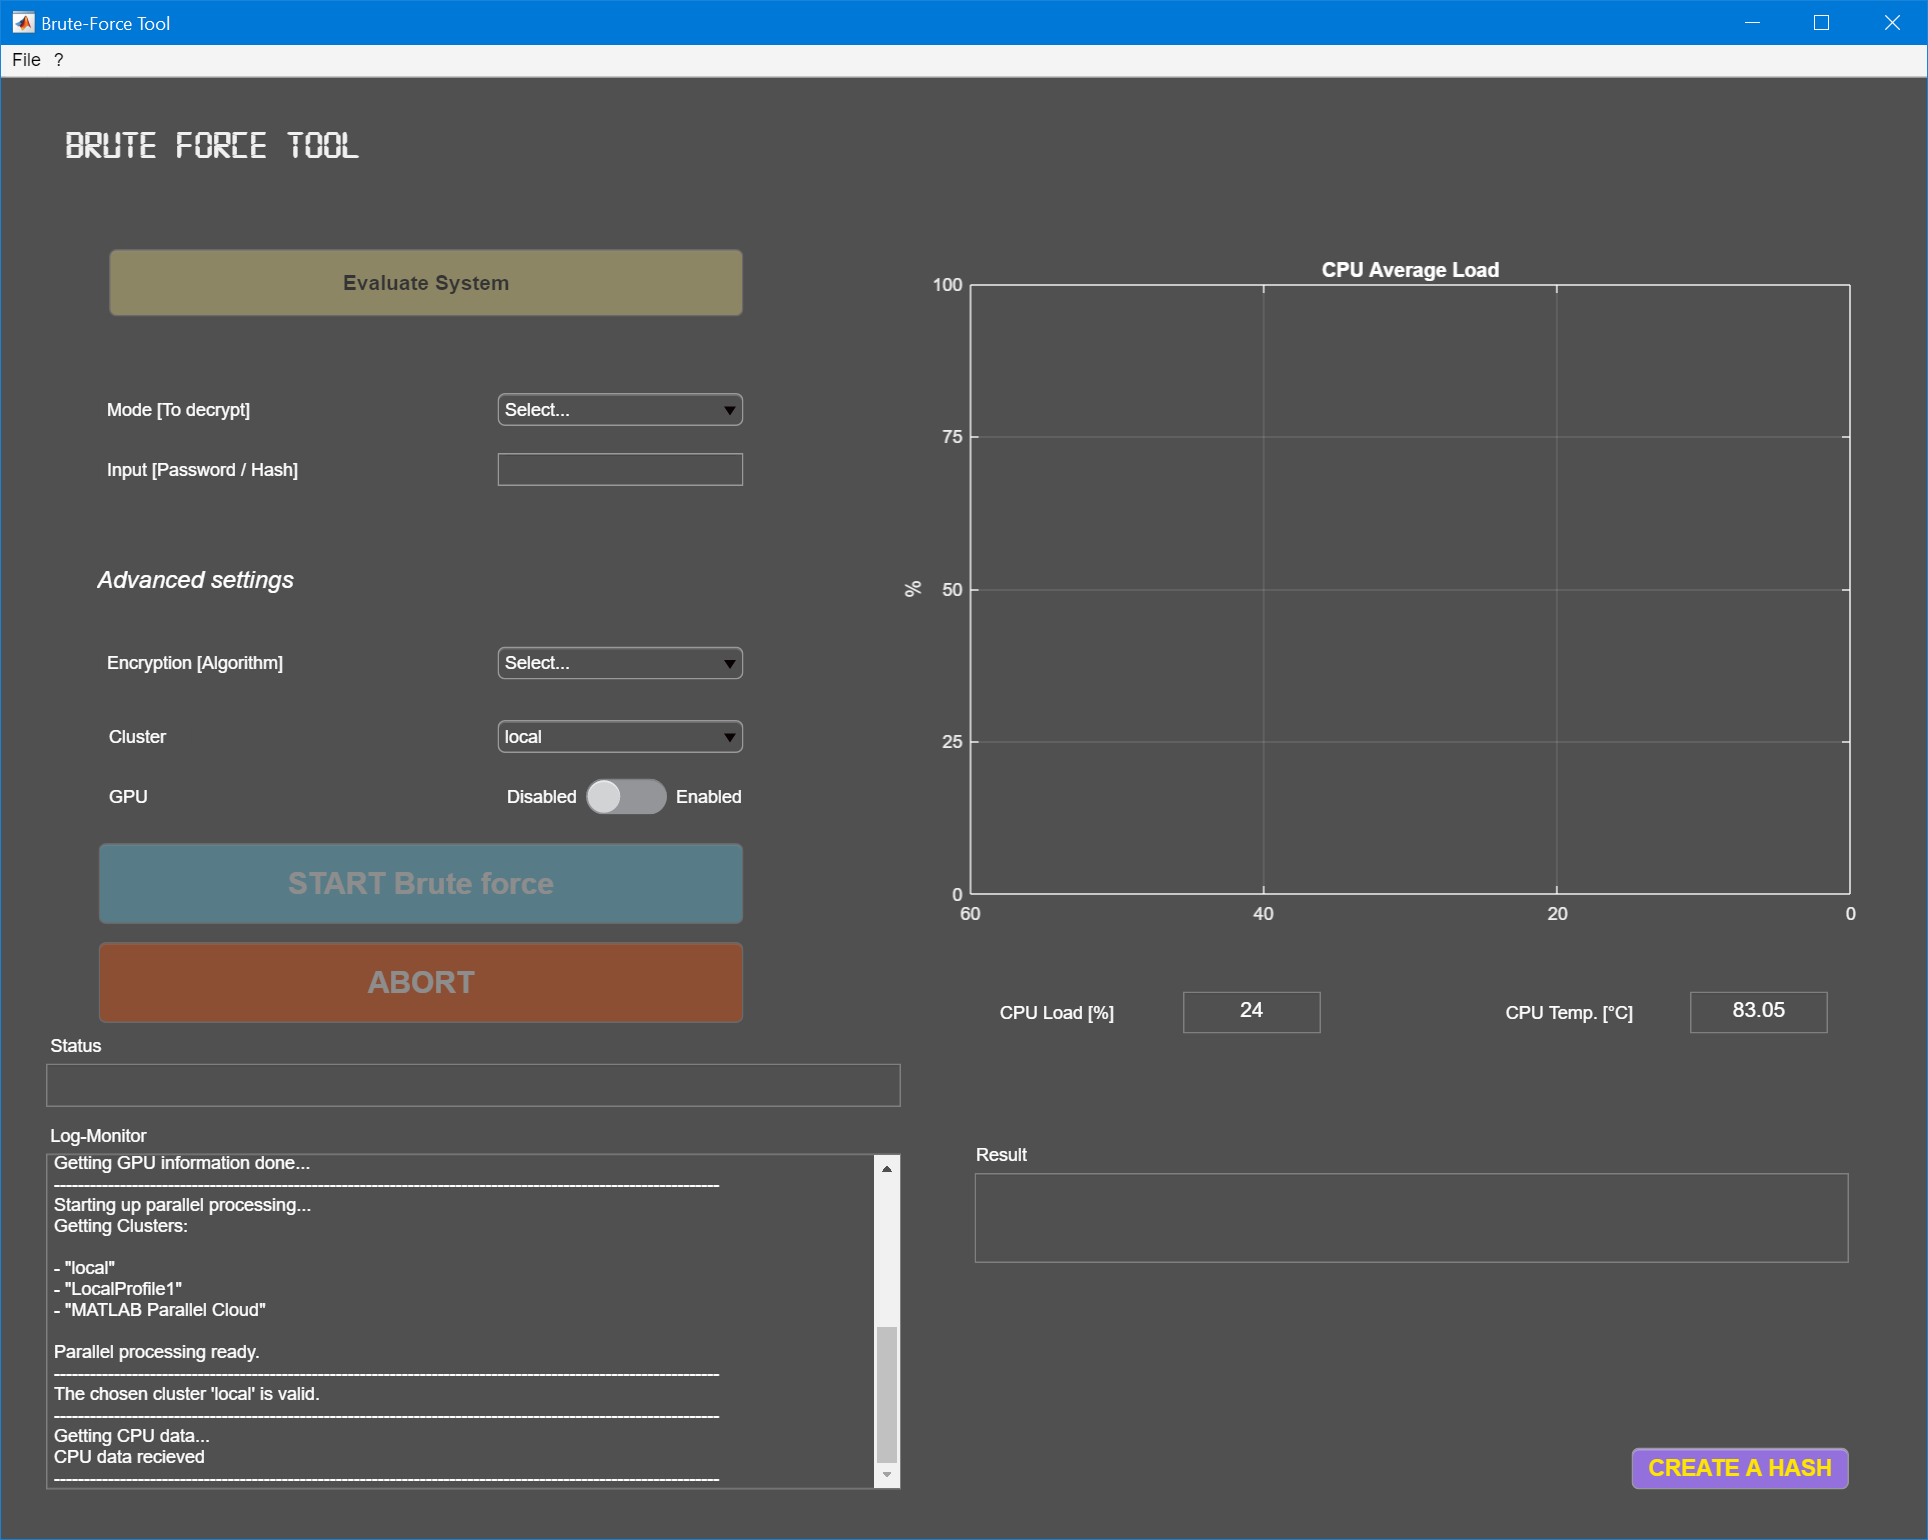 Brute-Force Tool
File ?
BRUTE FORCE TOOL
Evaluate System
Mode [To decrypt]
Select...
Input [Password / Hash]
Advanced settings
Encryption [Algorithm]
Select...
Cluster
local
GPU
Disabled
Enabled
START Brute force
ABORT
Status
Log-Monitor
Getting GPU information done...
Starting up parallel processing...
Getting Clusters:
- "local"
- "LocalProfile1"
- "MATLAB Parallel Cloud"
Parallel processing ready.
The chosen cluster 'local' is valid.
Getting CPU data...
CPU data recieved
CPU Average Load
100
75
50
25
0
%
60
40
20
0
CPU Load [%]
24
CPU Temp. [°C]
83.05
Result
CREATE A HASH